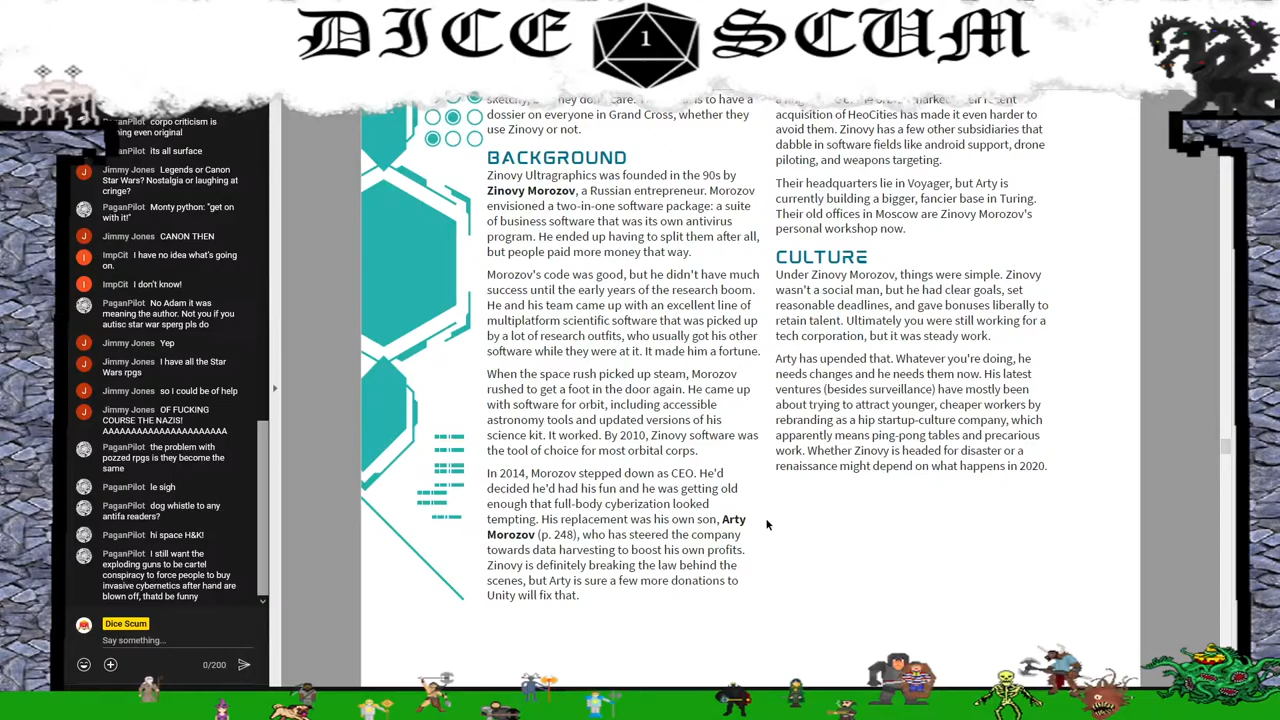 DICE SCUM
1
corpo criticism is
ning even original
PaganPilot its all surface
J Jimmy Jones Legends or Canon
Star Wars? Nostalgia or laughing at
cringe?
PaganPilot Monty python: "get on
with it!"
J Jimmy Jones CANON THEN
I ImpCit I have no idea what's going
on.
I ImpCit I don't know!
PaganPilot No Adam it was
meaning the author. Not you if you
autisc star war sperg pls do
J Jimmy Jones Yep
J Jimmy Jones I have all the Star
Wars rpgs
J Jimmy Jones so I could be of help
J Jimmy Jones OF FUCKING
COURSE THE NAZIS!
AAAAAAAAAAAAAAAAAAAAAAA
PaganPilot the problem with
pozzed rpgs is they become the
same
PaganPilot le sigh
PaganPilot dog whistle to any
antifa readers?
PaganPilot hi space H&K!
PaganPilot I still want the
exploding guns to be cartel
conspiracy to force people to buy
invasive cybernetics after hand are
blown off, thatd be funny
Dice Scum
Say something...
0/200
dossier on everyone in Grand Cross, whether they
use Zinovy or not.
BACKGROUND
Zinovy Ultragraphics was founded in the 90s by
Zinovy Morozov, a Russian entrepreneur. Morozov
envisioned a two-in-one software package: a suite
of business software that was its own antivirus
program. He ended up having to split them after all,
but people paid more money that way.
Morozov's code was good, but he didn't have much
success until the early years of the research boom.
He and his team came up with an excellent line of
multiplatform scientific software that was picked up
by a lot of research outfits, who usually got his other
software while they were at it. It made him a fortune.
When the space rush picked up steam, Morozov
rushed to get a foot in the door again. He came up
with software for orbit, including accessible
astronomy tools and updated versions of his
science kit. It worked. By 2010, Zinovy software was
the tool of choice for most orbital corps.
In 2014, Morozov stepped down as CEO. He'd
decided he'd had his fun and he was getting old
enough that full-body cyberization looked
tempting. His replacement was his own son, Arty
Morozov (p. 248), who has steered the company
towards data harvesting to boost his own profits.
Zinovy is definitely breaking the law behind the
scenes, but Arty is sure a few more donations to
Unity will fix that.
acquisition of HeoCities has made it even harder to
avoid them. Zinovy has a few other subsidiaries that
dabble in software fields like android support, drone
piloting, and weapons targeting.
Their headquarters lie in Voyager, but Arty is
currently building a bigger, fancier base in Turing.
Their old offices in Moscow are Zinovy Morozov's
personal workshop now.
CULTURE
Under Zinovy Morozov, things were simple. Zinovy
wasn't a social man, but he had clear goals, set
reasonable deadlines, and gave bonuses liberally to
retain talent. Ultimately you were still working for a
tech corporation, but it was steady work.
Arty has upended that. Whatever you're doing, he
needs changes and he needs them now. His latest
ventures (besides surveillance) have mostly been
about trying to attract younger, cheaper workers by
rebranding as a hip startup-culture company, which
apparently means ping-pong tables and precarious
work. Whether Zinovy is headed for disaster or a
renaissance might depend on what happens in 2020.